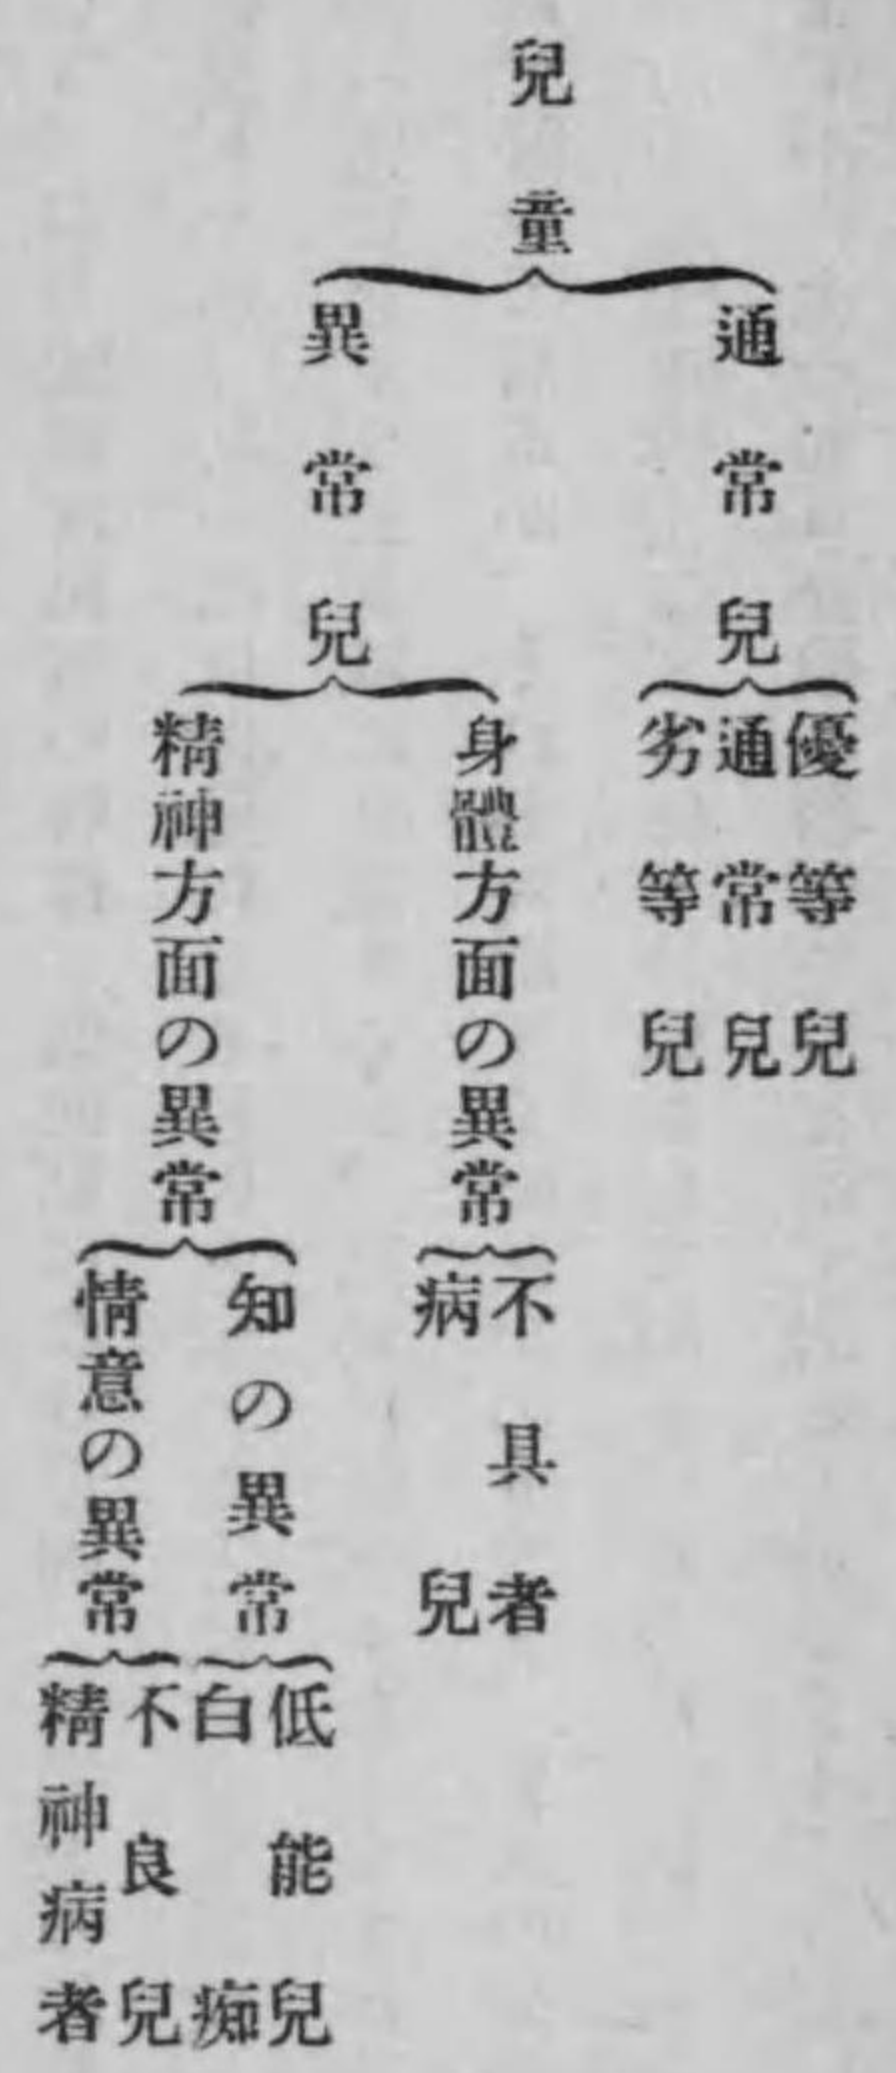 兒童
通常兒
優等兒
通常兒
劣等兒
異常兒
身體方面の異常
不具者
病兒
精神方面の異常
知の異常
低能兒
白痴
情意の異常
不良兒
精神病者